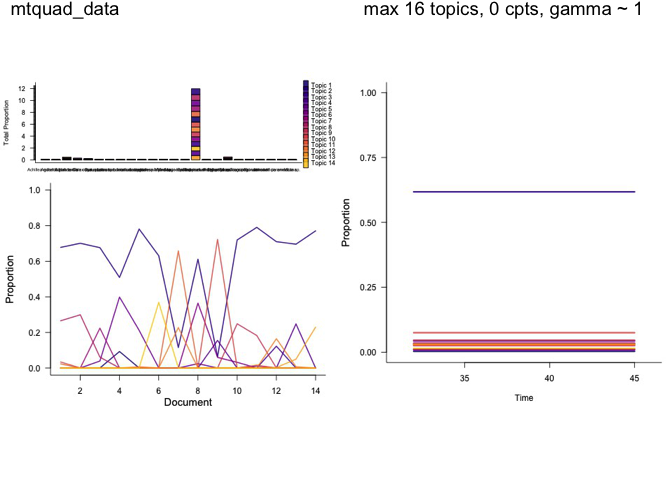 mtquad_data
max 16 topics, 0 cpts, gamma ~ 1
Total Proportion
12
10
8
6
4
2
0
Topic 1
Topic 2
Topic 3
Topic 4
Topic 5
Topic 6
Topic 7
Topic 8
Topic 9
Topic 10
Topic 11
Topic 12
Topic 13
Topic 14
Proportion
1.0
0.8
0.6
0.4
0.2
0.0
2
4
6
8
10
12
14
Document
Proportion
1.00
0.75
0.50
0.25
0.00
35
40
45
Time